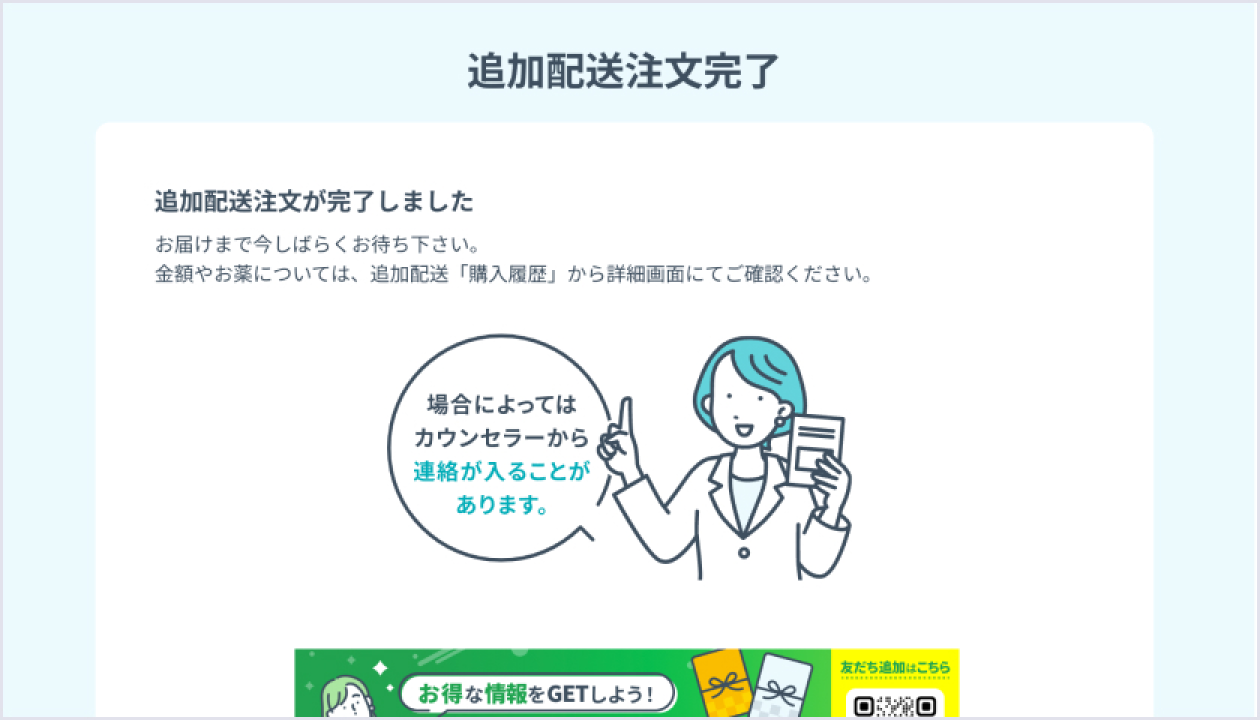 追加配送注文完了
追加配送注文が完了しました
お届けまで今しばらくお待ち下さい。
金額やお薬については、追加配送「購入履歴」から詳細画面にてご確認ください。
場合によっては
カウンセラーから
連絡が入ることが
あります。
お得な情報をGETしよう!
友だち追加はこちら